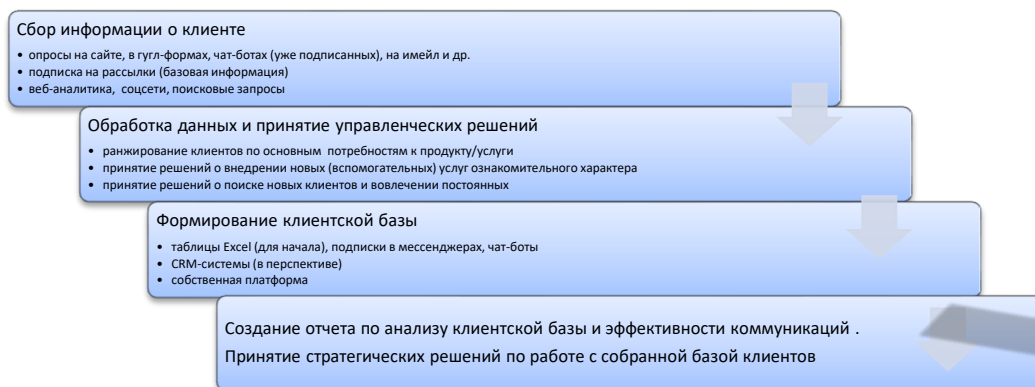 Сбор информации о клиенте
• опросы на сайте, в гугл-формах, чат-ботах (уже подписанных), на имейл и др.
• подписка на рассылки (базовая информация)
• веб-аналитика, соцсети, поисковые запросы
Обработка данных и принятие управленческих решений
• ранжирование клиентов по основным потребностям к продукту/услуги
• принятие решений о внедрении новых (вспомогательных) услуг ознакомительного характера
• принятие решений о поиске новых клиентов и вовлечении постоянных
Формирование клиентской базы
• таблицы Excel (для начала), подписки в мессенджерах, чат-боты
• CRM-системы (в перспективе)
• собственная платформа
Создание отчета по анализу клиентской базы и эффективности коммуникаций .
Принятие стратегических решений по работе с собранной базой клиентов